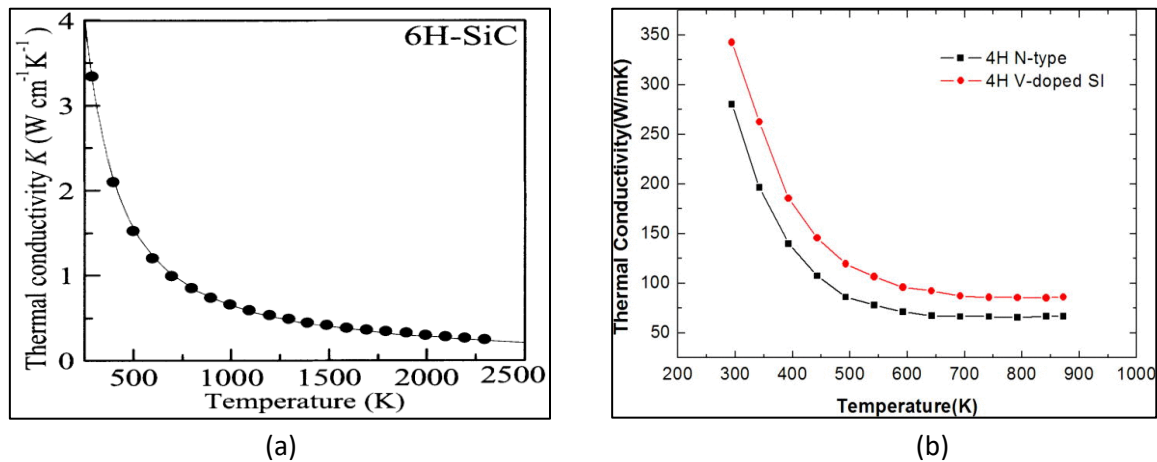 6H-SiC
Thermal conductivity K (W cm⁻¹K⁻¹)
4
3
2
1
0
500 1000 1500 2000 2500
Temperature (K)
(a)
4H N-type
4H V-doped SI
Thermal Conductivity(W/mK)
350
300
250
200
150
100
50
200 300 400 500 600 700 800 900 1000
Temperature(K)
(b)